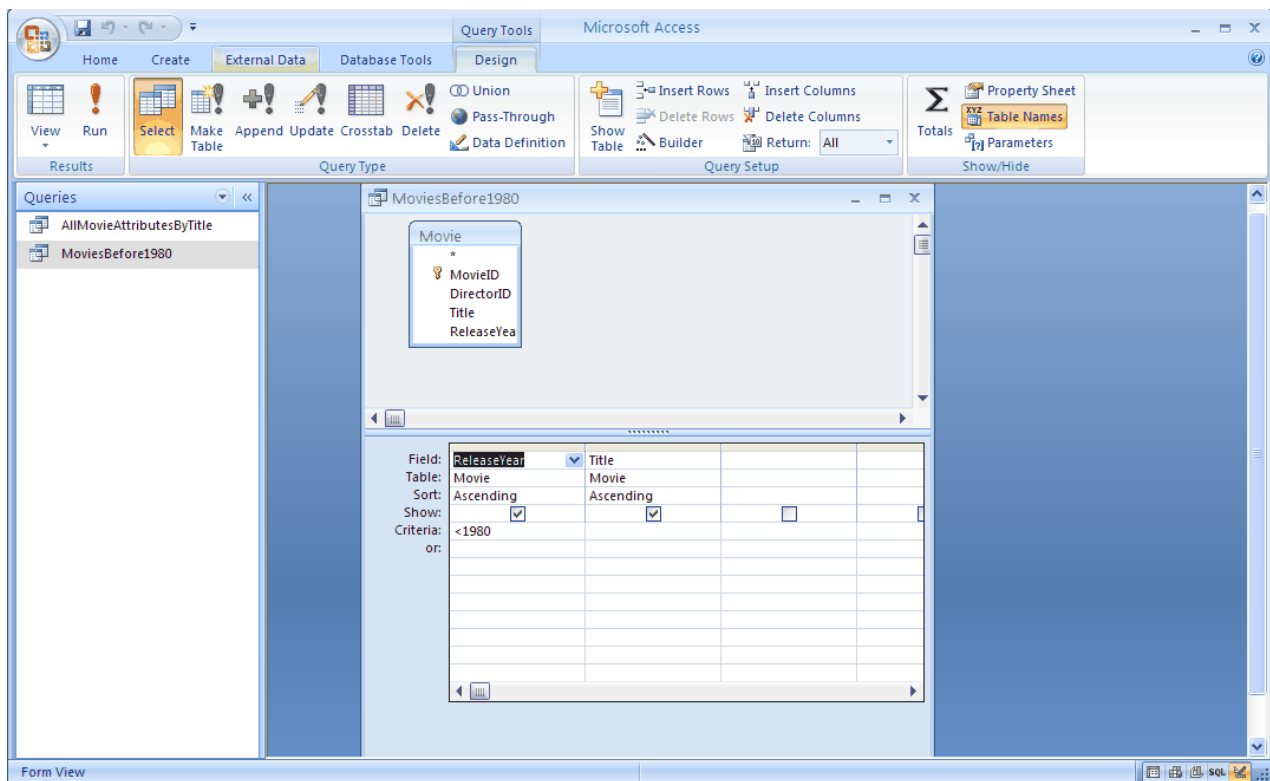 Query Tools
Microsoft Access
Home Create External Data Database Tools Design
View
Run
Select
Make Table
Append
Update
Crosstab
Delete
Union
Pass-Through
Data Definition
Show Table
Insert Rows
Delete Rows
Builder
Insert Columns
Delete Columns
Return: All
Totals
Property Sheet
Table Names
Parameters
Results
Query Type
Query Setup
Show/Hide
Queries
AllMovieAttributesByTitle
MoviesBefore1980
MoviesBefore1980
Movie
*
MovieID
DirectorID
Title
ReleaseYea
Field: ReleaseYear Title
Table: Movie Movie
Sort: Ascending Ascending
Show:
Criteria: <1980
or:
Form View
SQL